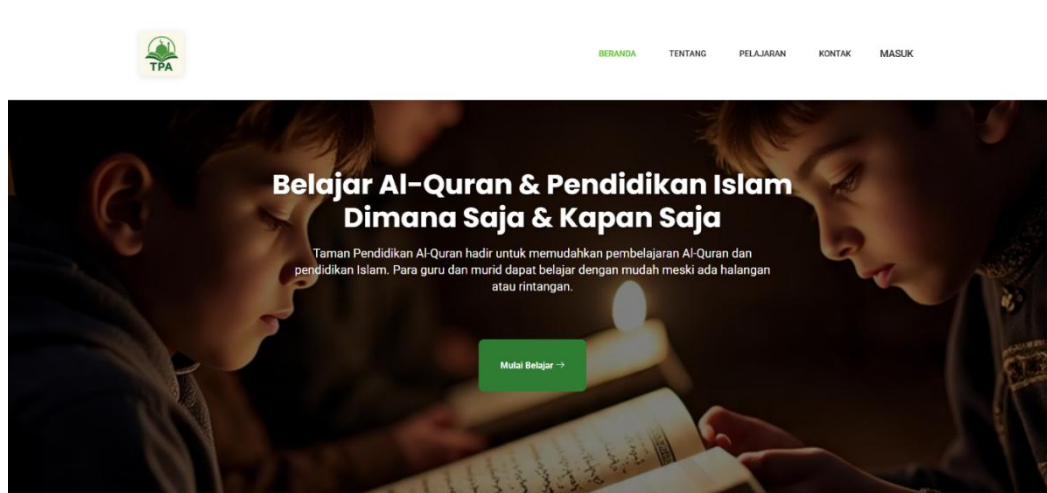 TPA
BERANDA TENTANG PELAJARAN KONTAK MASUK
Belajar Al-Quran & Pendidikan Islam
Dimana Saja & Kapan Saja
Taman Pendidikan Al-Quran hadir untuk memudahkan pembelajaran Al-Quran dan
pendidikan Islam. Para guru dan murid dapat belajar dengan mudah meski ada halangan
atau rintangan.
Mulai Belajar →